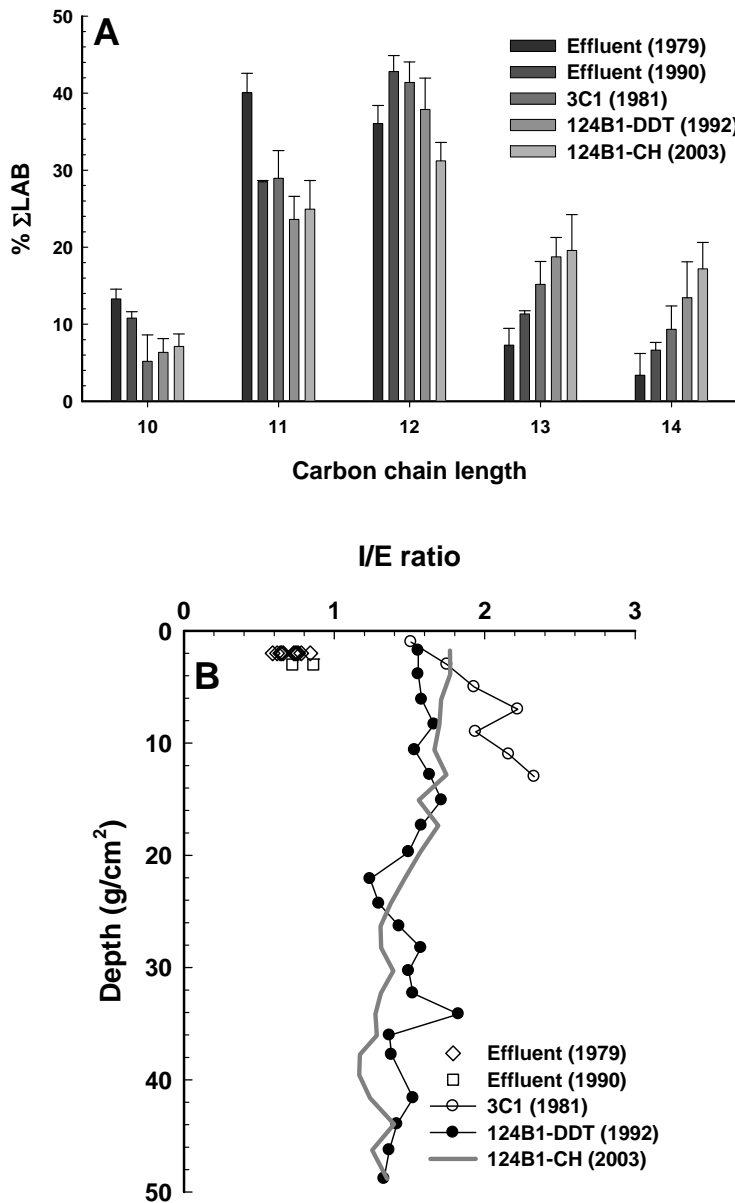 A
Effluent (1979)
Effluent (1990)
3C1 (1981)
124B1-DDT (1992)
124B1-CH (2003)
50
40
30
20
10
0
% ΣLAB
10 11 12 13 14
Carbon chain length
I/E ratio
0 1 2 3
B
0
10
20
30
40
50
Depth (g/cm²)
Effluent (1979)
Effluent (1990)
3C1 (1981)
124B1-DDT (1992)
124B1-CH (2003)